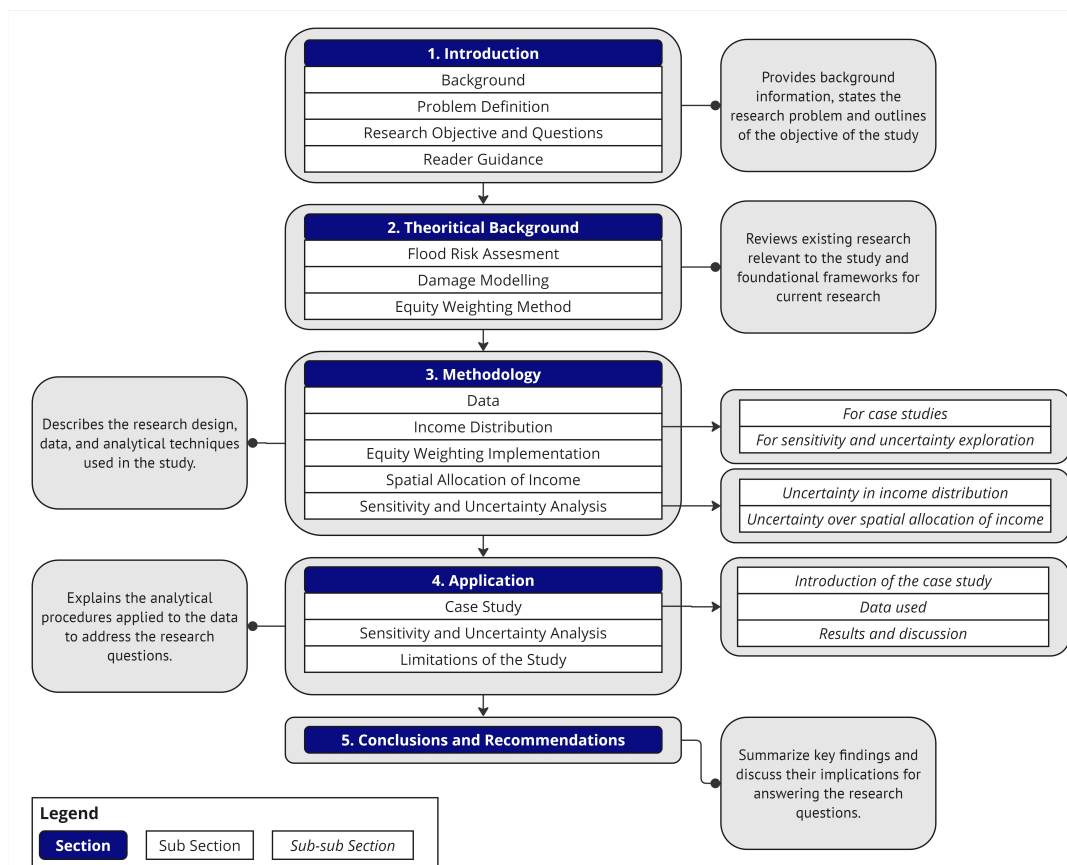 1. Introduction
Background
Problem Definition
Research Objective and Questions
Reader Guidance
Provides background
information, states the
research problem and outlines
of the objective of the study
2. Theoritical Background
Flood Risk Assesment
Damage Modelling
Equity Weighting Method
Reviews existing research
relevant to the study and
foundational frameworks for
current research
3. Methodology
Data
Income Distribution
Equity Weighting Implementation
Spatial Allocation of Income
Sensitivity and Uncertainty Analysis
Describes the research design,
data, and analytical techniques
used in the study.
For case studies
For sensitivity and uncertainty exploration
Uncertainty in income distribution
Uncertainty over spatial allocation of income
4. Application
Case Study
Sensitivity and Uncertainty Analysis
Limitations of the Study
Explains the analytical
procedures applied to the data
to address the research
questions.
Introduction of the case study
Data used
Results and discussion
5. Conclusions and Recommendations
Summarize key findings and
discuss their implications for
answering the research
questions.
Legend
Section
Sub Section
Sub-sub Section